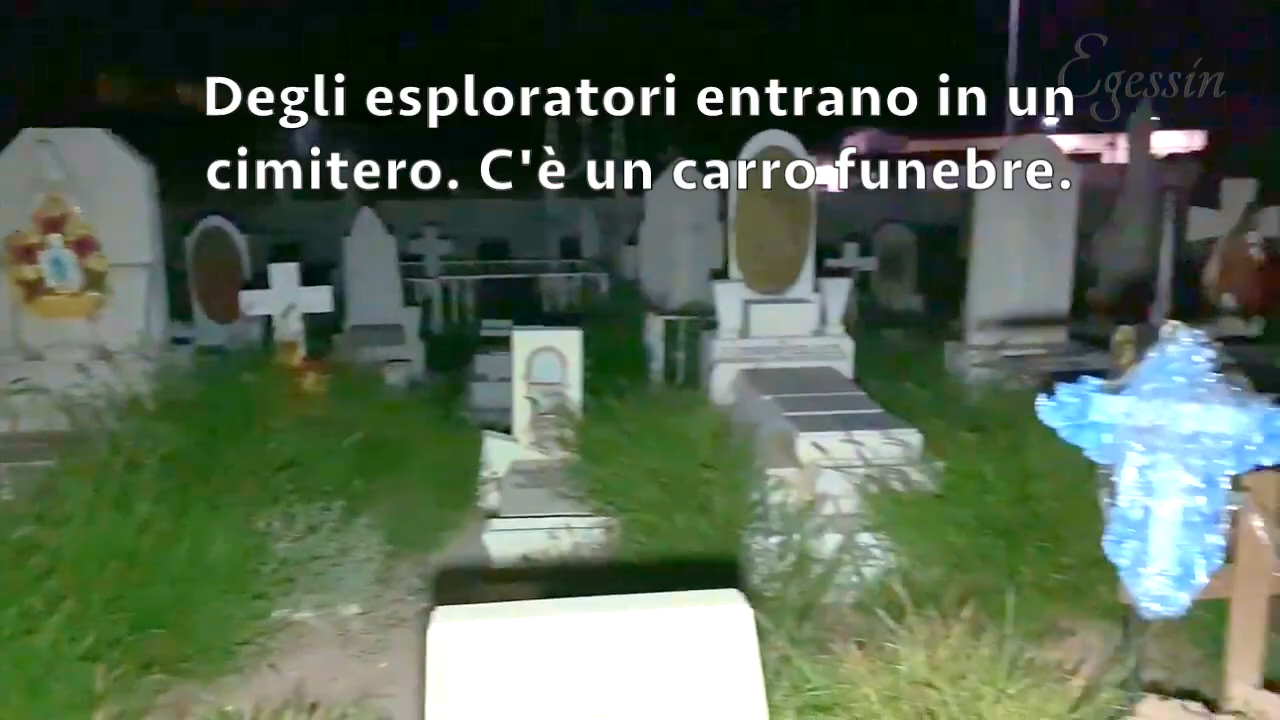 Egessin
Degli esploratori entrano in un
cimitero. C'è un carro funebre.